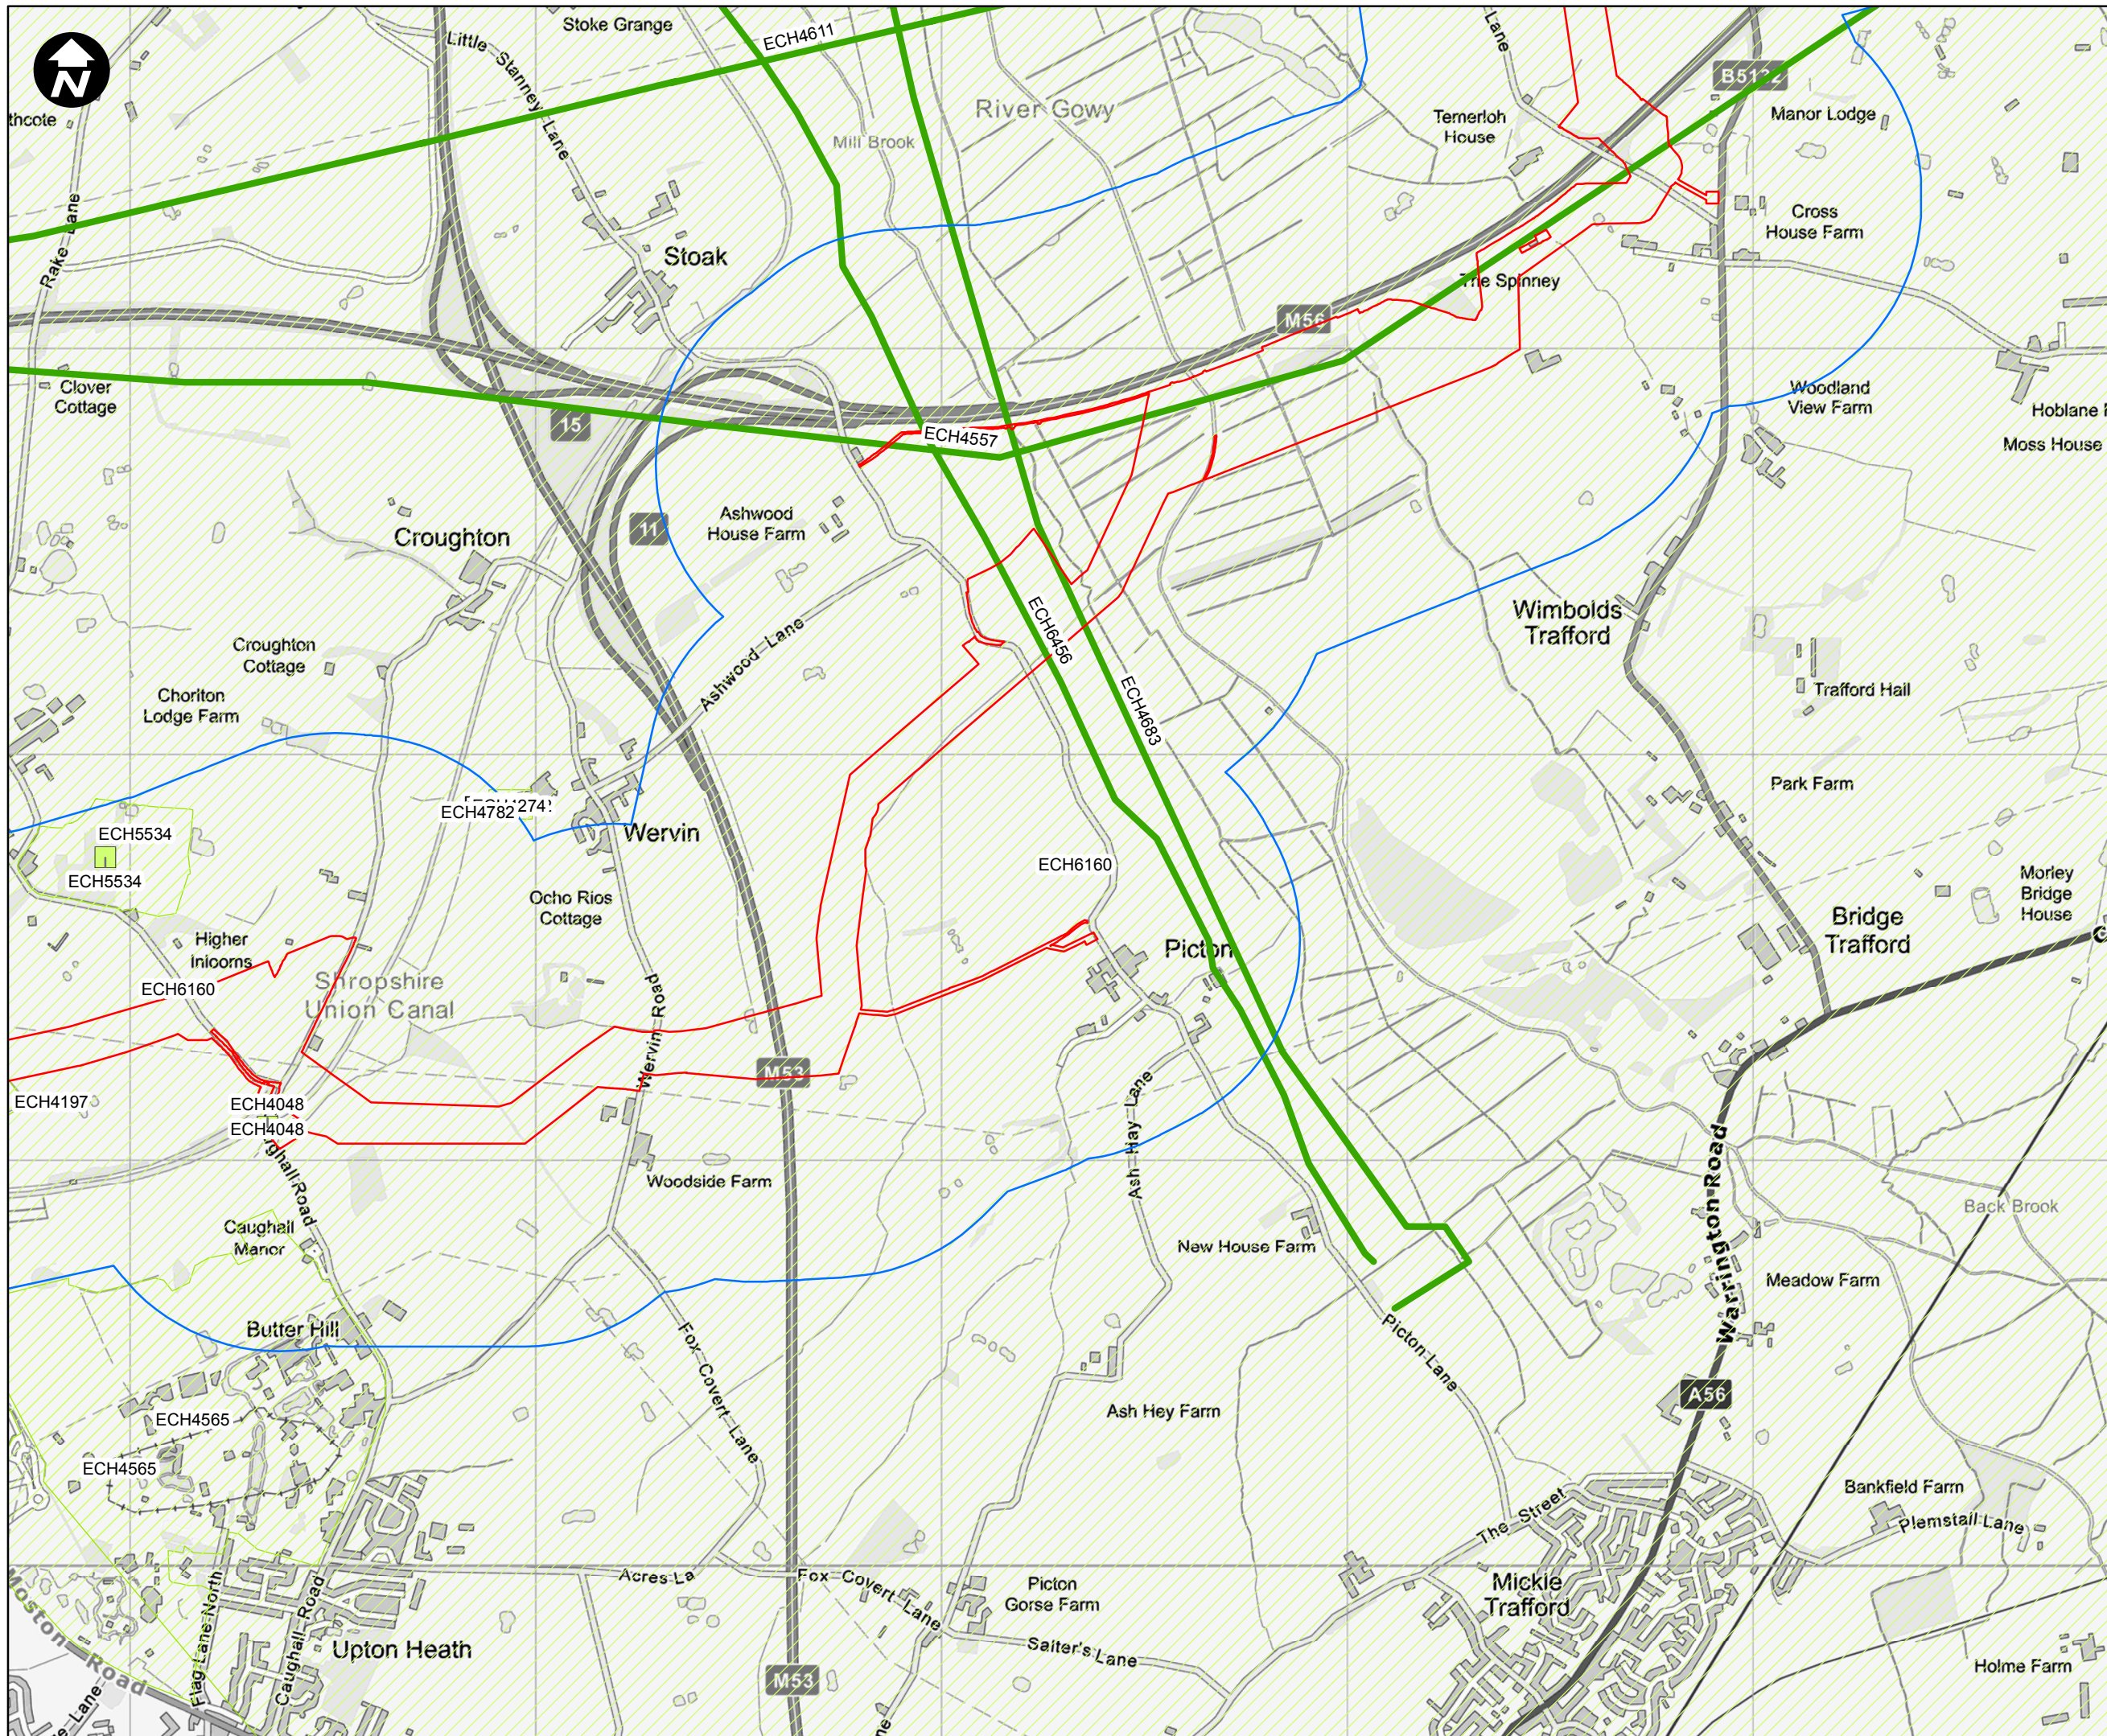 N
Stoke Grange
ECH4611
Little Stanney Lane
Lane
B5132
thcote
River Gowy
Mill Brook
Manor Lodge
House
Rake Lane
Stoak
Cross
House Farm
The Spinney
M56
Clover
Cottage
Woodland
View Farm
15
ECH4557
Moss House
11
Ashwood
House Farm
Croughton
ECH6456
Wimbolds
Trafford
Croughton
Cottage
Ashwood Lane
Chorlton
Lodge Farm
Trafford Hall
ECH4683
Park Farm
ECH4782
ECH5534
Wervin
ECH5534
ECH6160
Morley
Bridge
House
Ocho Rios
Cottage
Bridge
Trafford
Higher
Picton
ECH6160
Shropshire
Union Canal
Wervin Road
M53
ECH4197
ECH4048
ECH4048
Caughall Road
Ash Hay Lane
Warrington Road
Woodside Farm
Back Brook
Caughall
Manor
New House Farm
Meadow Farm
Butter Hill
Fox Covert Lane
Picton Lane
A56
ECH4565
Ash Hey Farm
ECH4565
Bankfield Farm
The Street
Plemstall Lane
Acres La
Fox Covert Lane
Picton
Gorse Farm
Mickle
Trafford
Moston Road
Flag Lane North
Caughall Road
Upton Heath
Salter's Lane
M53
Holme Farm
e Lane
ne